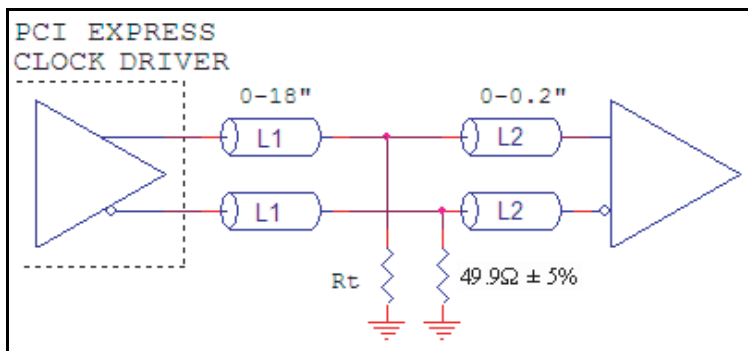 PCI EXPRESS
CLOCK DRIVER
0-18"
0-0.2"
L1
L2
L1
L2
Rt
49.9Ω ± 5%